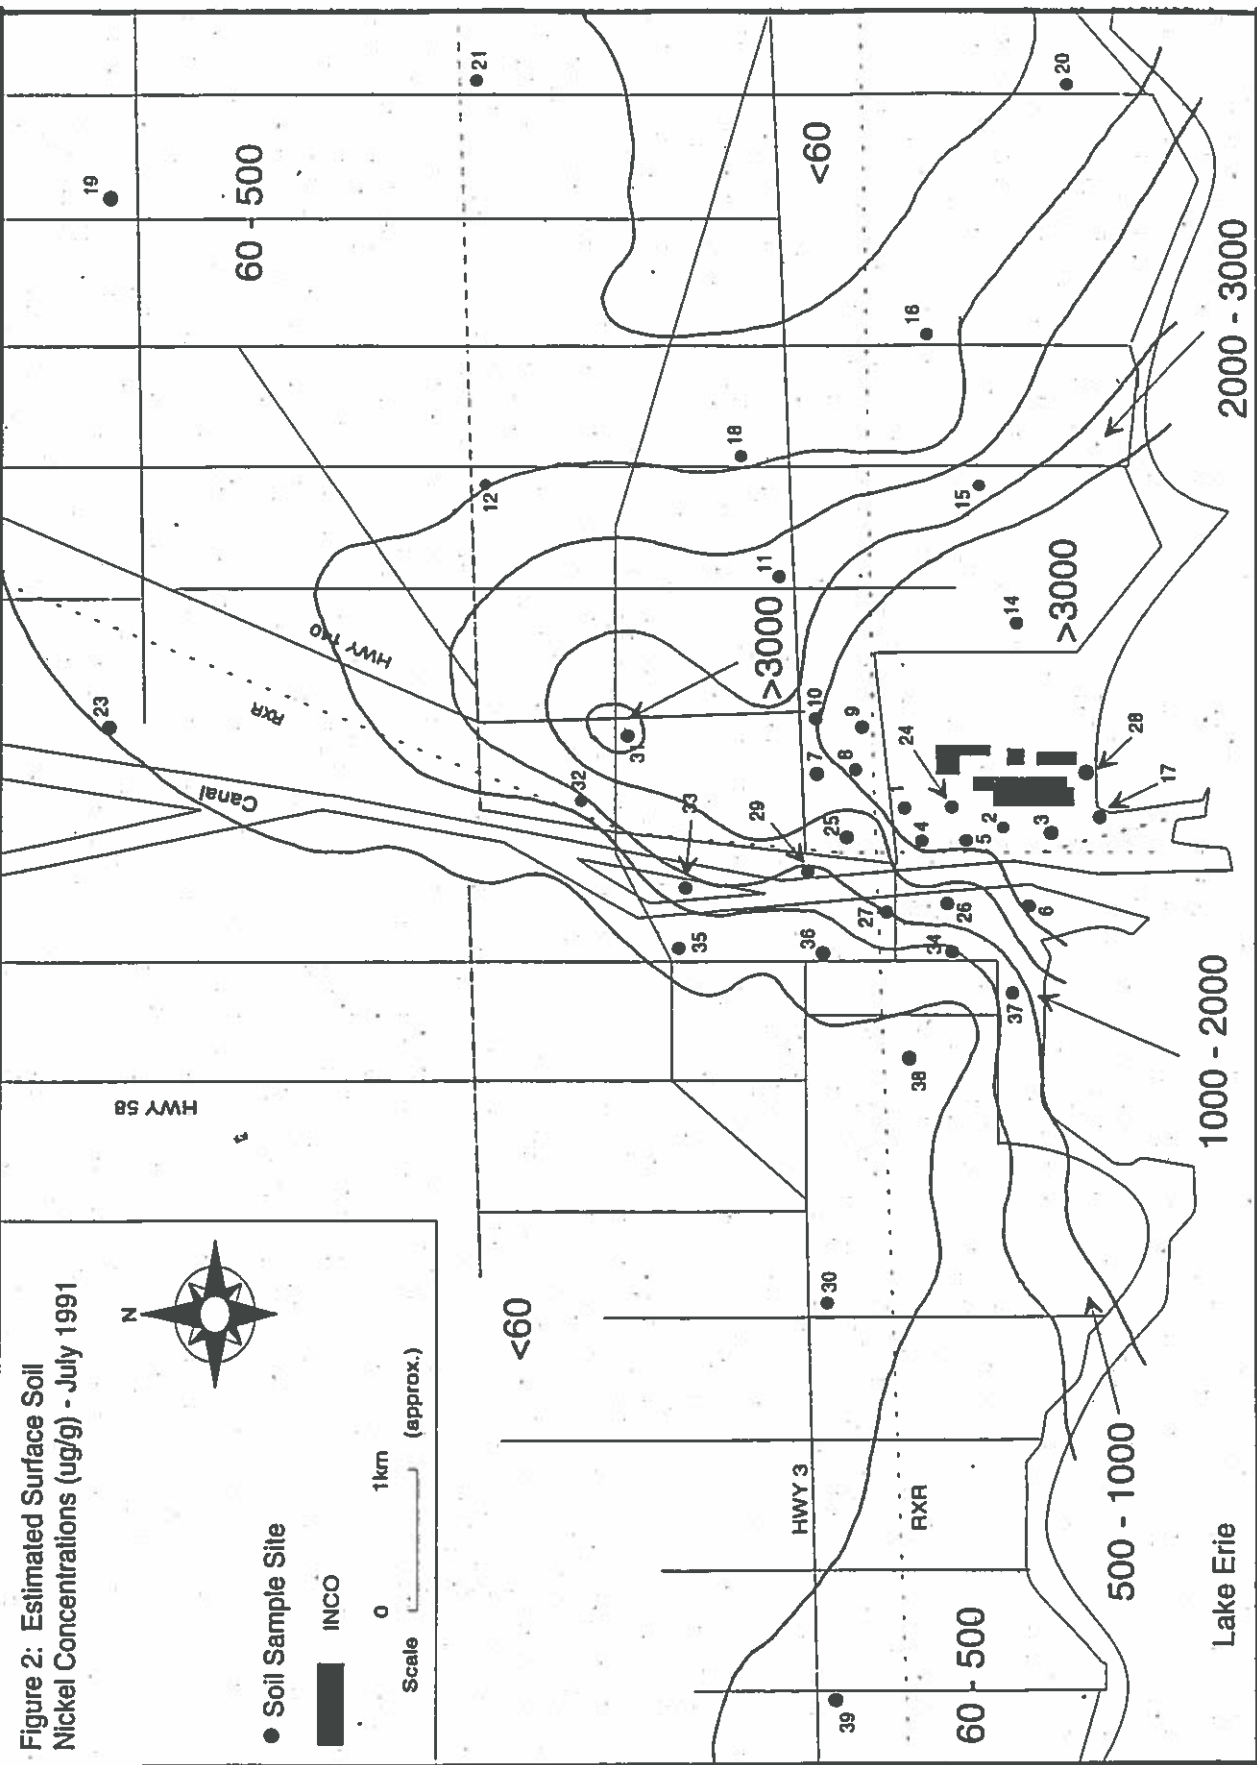 Figure 2: Estimated Surface Soil
Nickel Concentrations (ug/g) - July 1991
N
Soil Sample Site
INCO
Scale 0 1km (approx.)
HWY 58
Canal
23
RXR
HWY 140
19
60 - 500
21
12
<60
32
31
33
35
29
>3000
11
18
<60
20
30
36
25
7
10
8
9
16
HWY 3
39
38
27
34
26
4
1
24
15
RXR
60 - 500
37
6
5
2
3
14
>3000
28
17
500 - 1000
1000 - 2000
2000 - 3000
Lake Erie